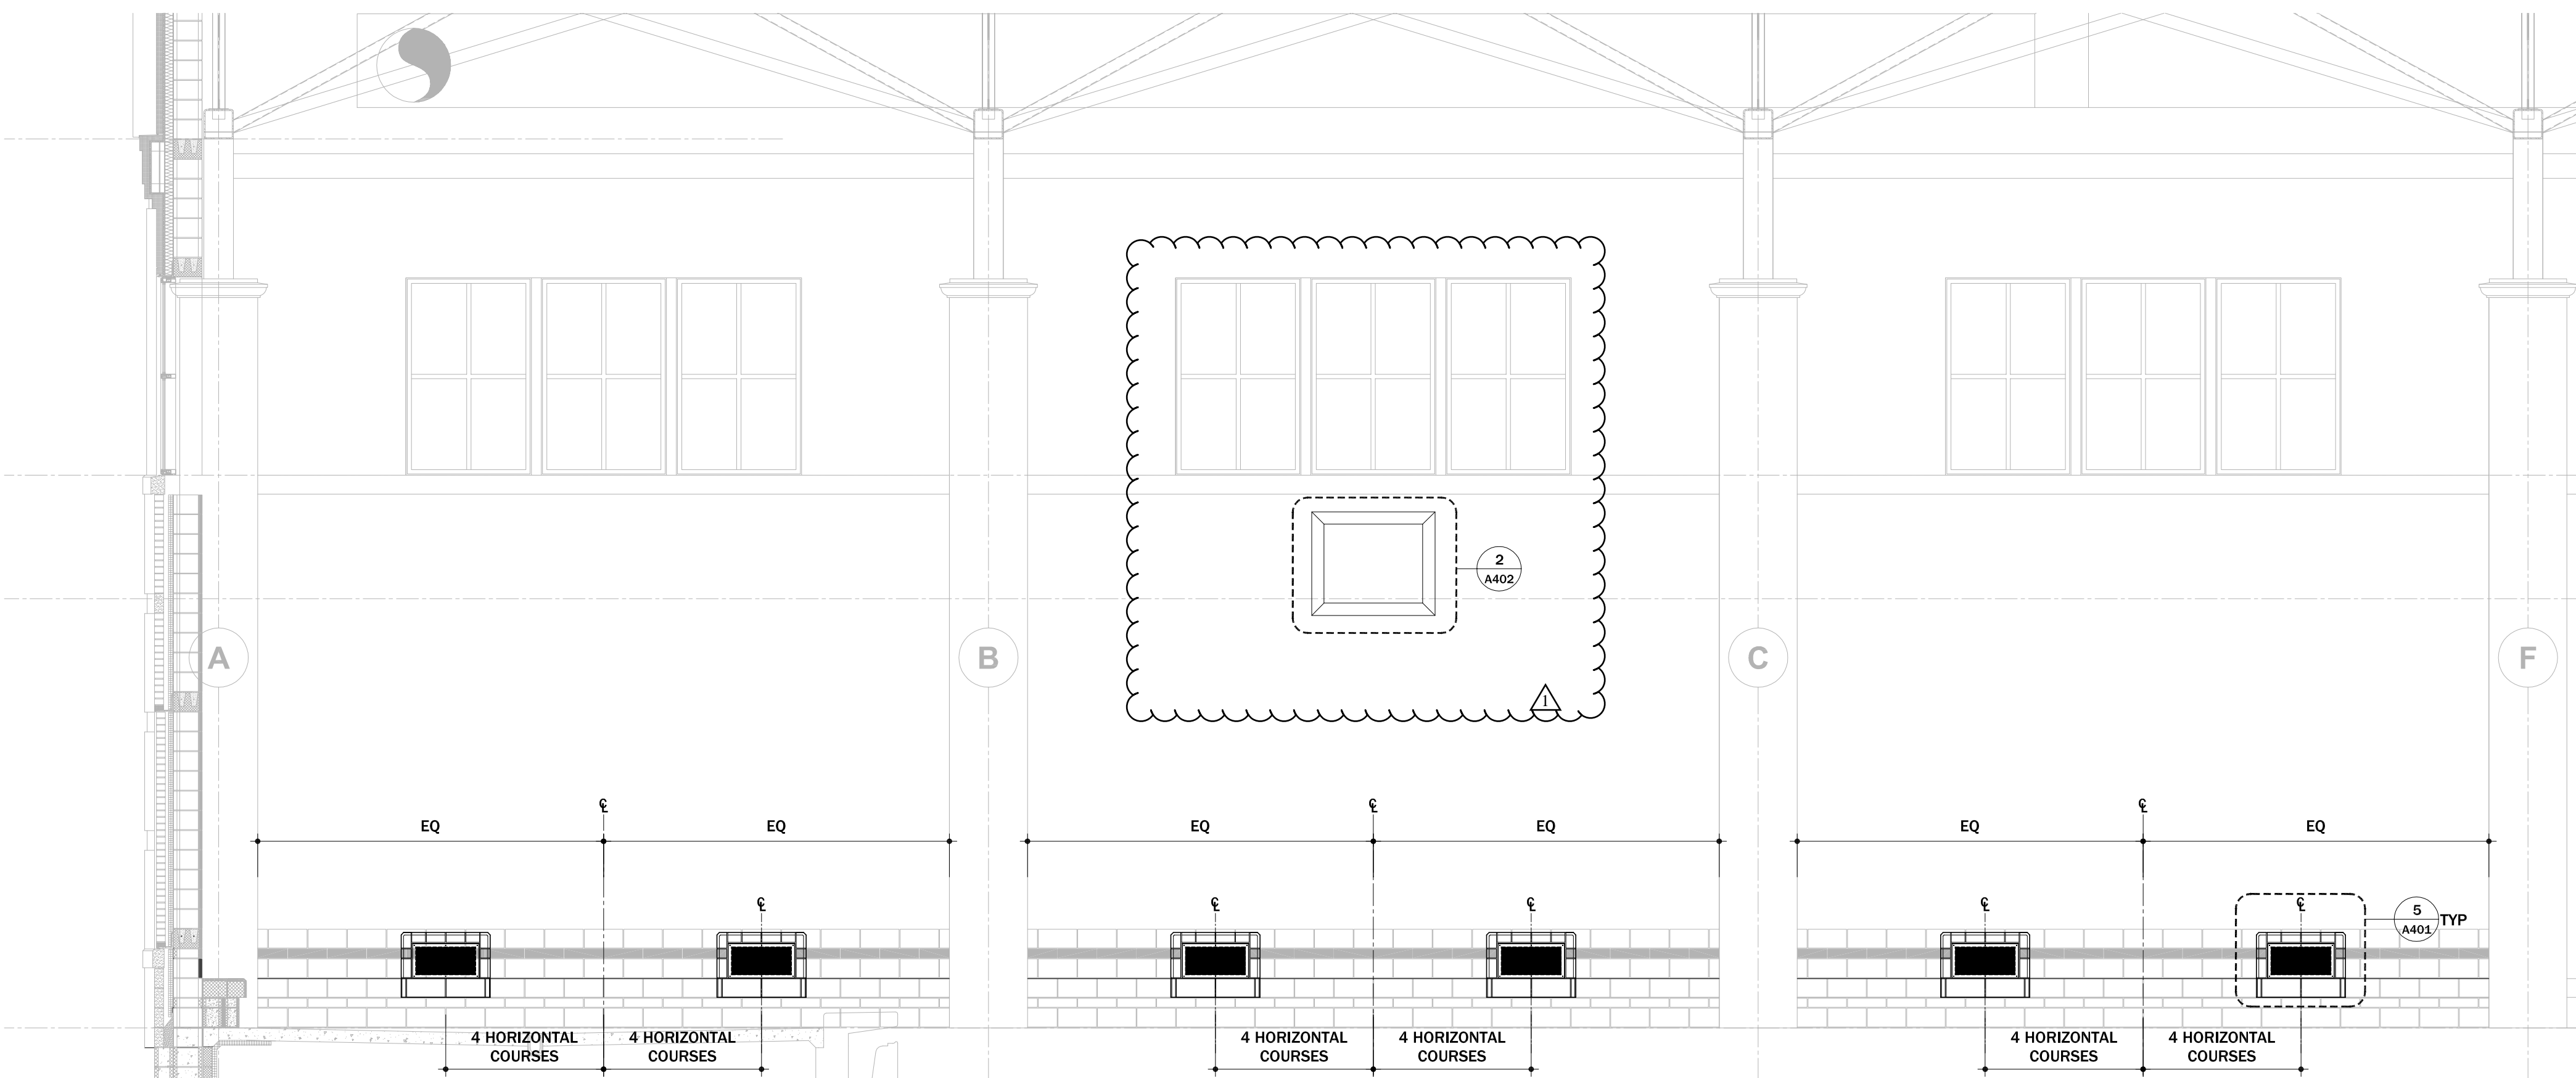 2
A402
A
B
C
F
1
℄
℄
℄
EQ
EQ
EQ
EQ
EQ
EQ
℄
℄
℄
℄
℄
5
A401
TYP
4 HORIZONTAL
COURSES
4 HORIZONTAL
COURSES
4 HORIZONTAL
COURSES
4 HORIZONTAL
COURSES
4 HORIZONTAL
COURSES
4 HORIZONTAL
COURSES